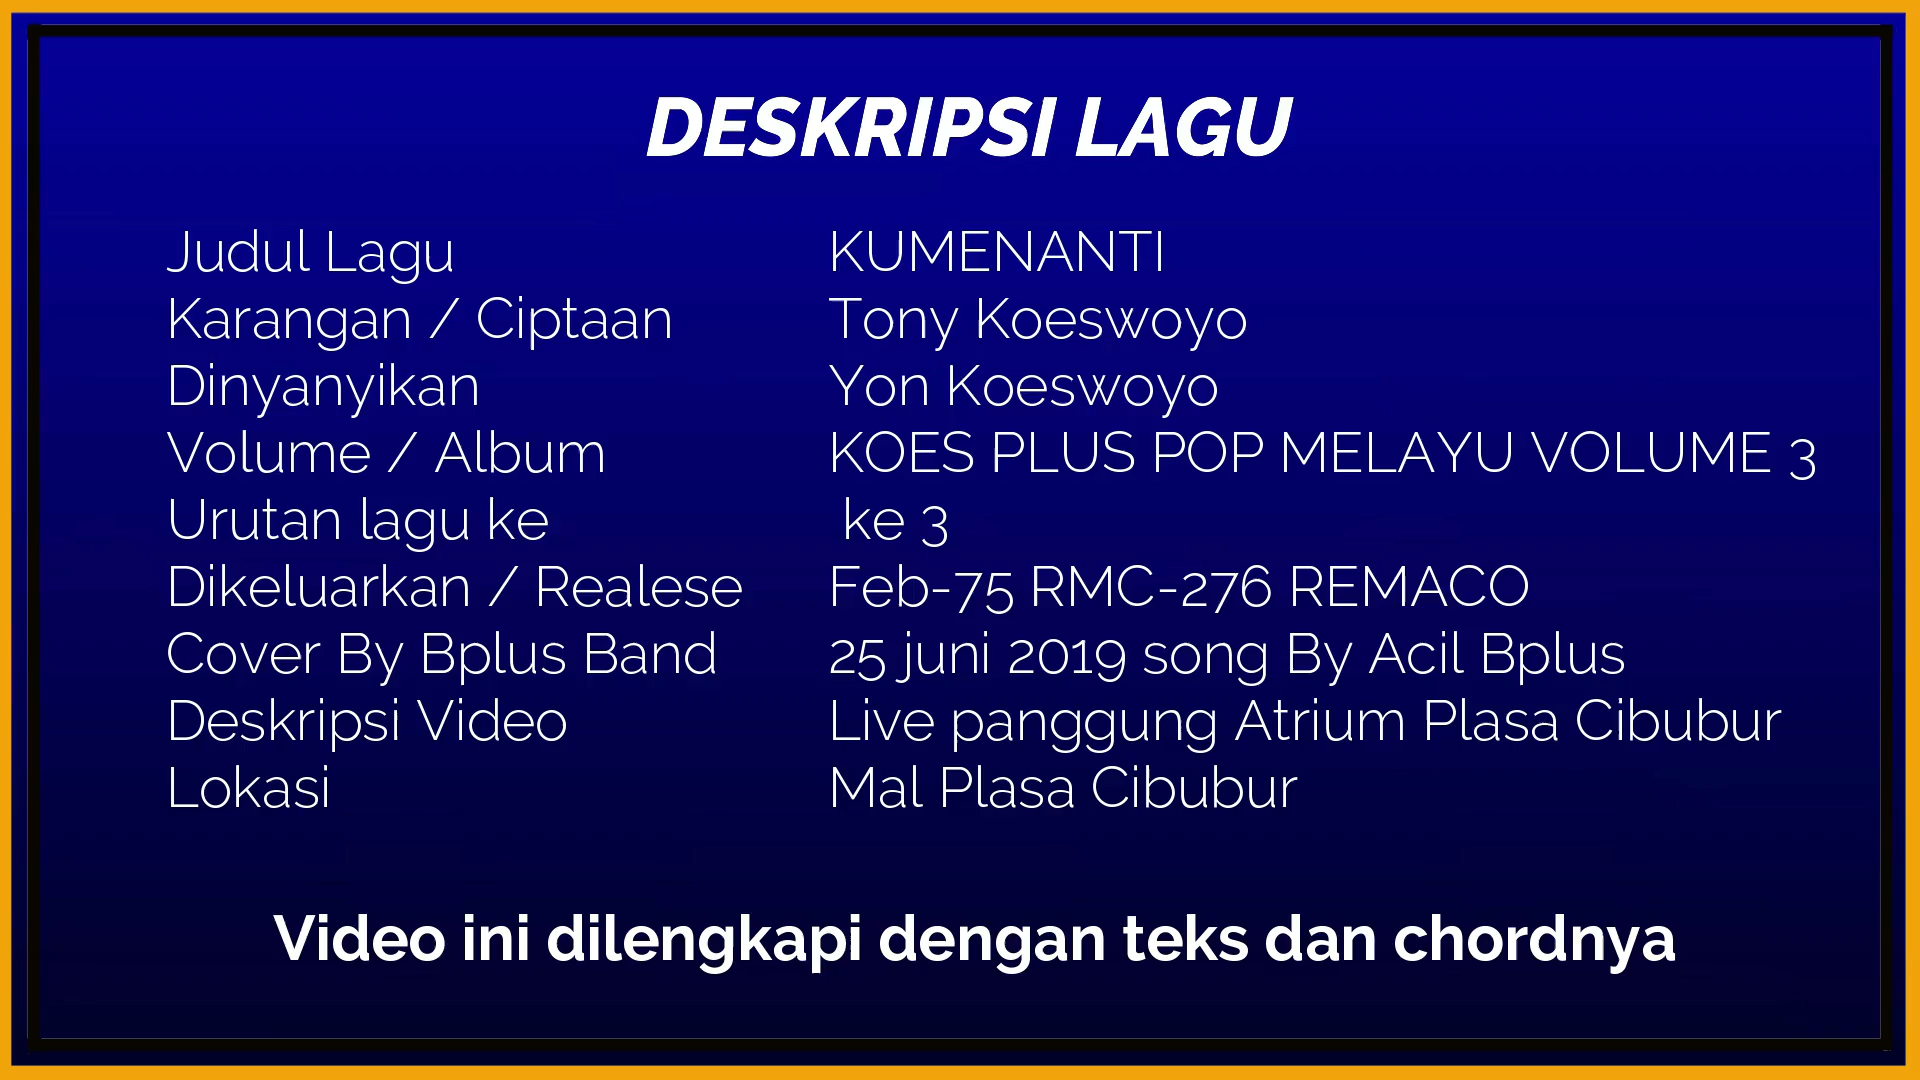 DESKRIPSI LAGU
Judul Lagu KUMENANTI
Karangan / Ciptaan Tony Koeswoyo
Dinyanyikan Yon Koeswoyo
Volume / Album KOES PLUS POP MELAYU VOLUME 3
Urutan lagu ke ke 3
Dikeluarkan / Realese Feb-75 RMC-276 REMACO
Cover By Bplus Band 25 juni 2019 song By Acil Bplus
Deskripsi Video Live panggung Atrium Plasa Cibubur
Lokasi Mal Plasa Cibubur
Video ini dilengkapi dengan teks dan chordnya